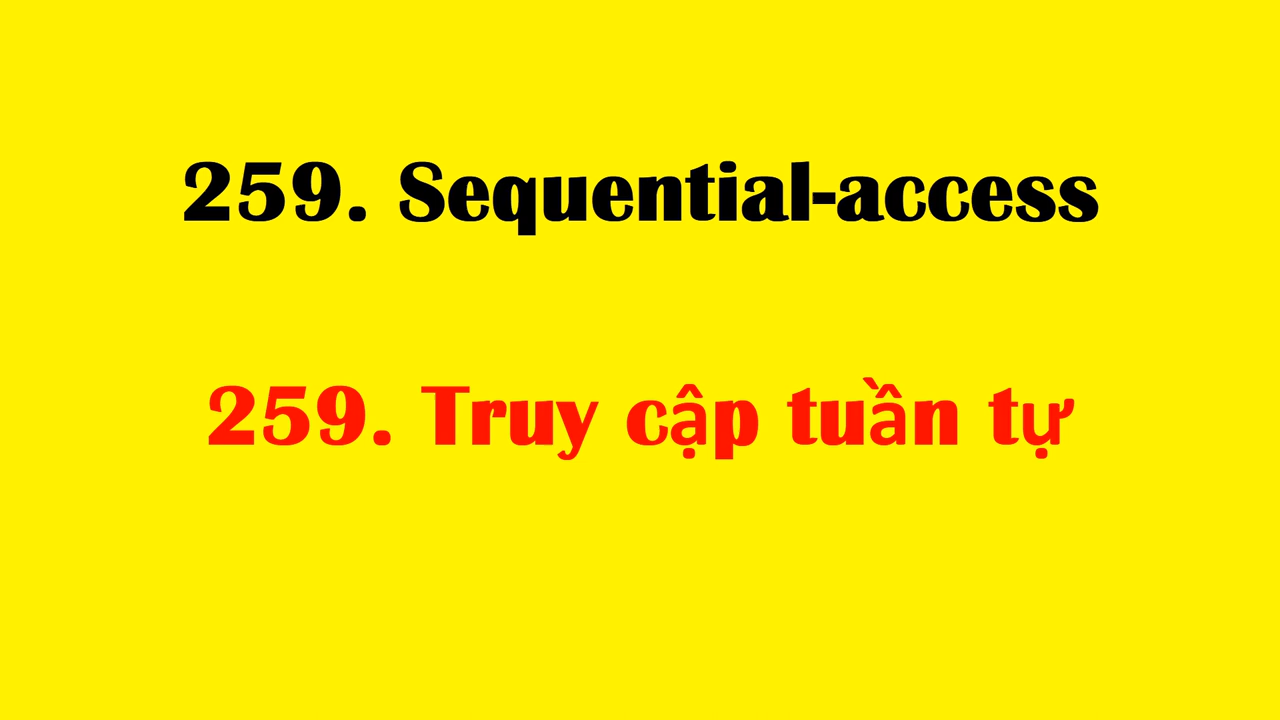 259. Sequential-access
259. Truy cập tuần tự